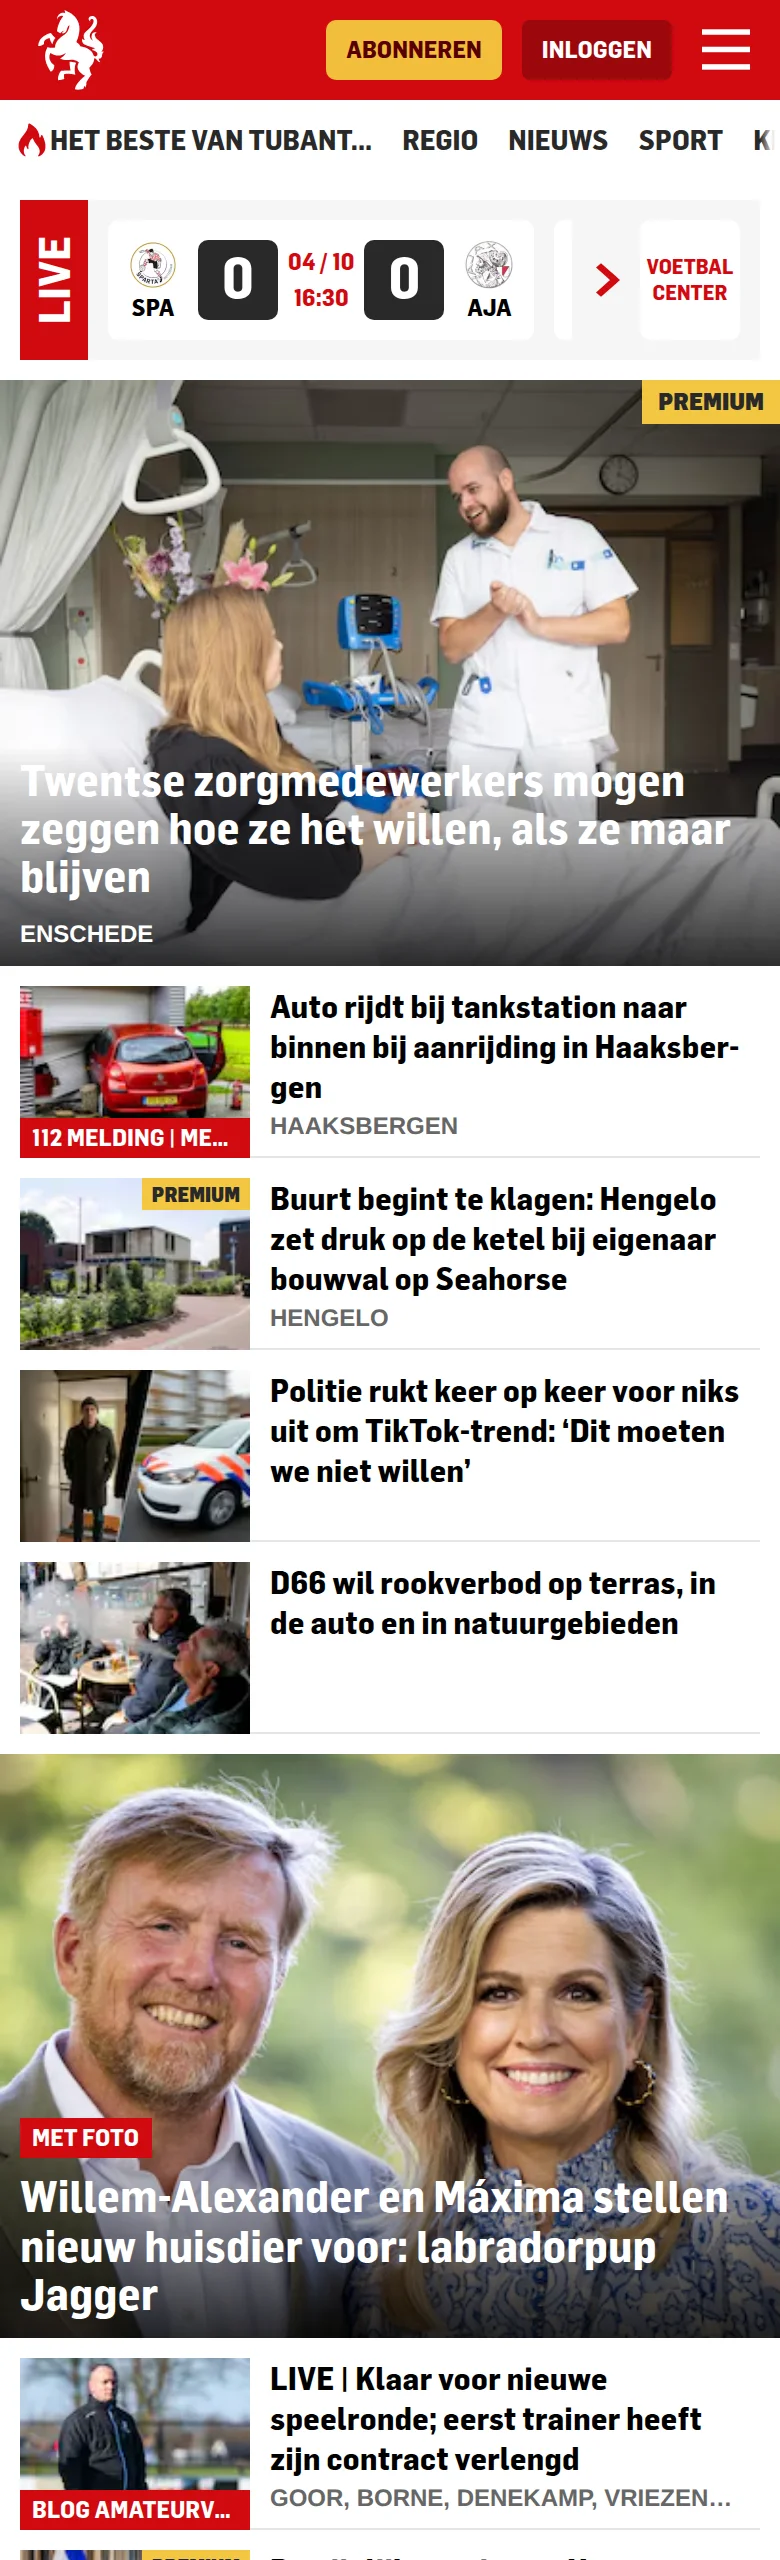 ABONNEREN
INLOGGEN
HET BESTE VAN TUBANT...
REGIO
NIEUWS
SPORT
LIVE
SPA
0
04 / 10
16:30
0
AJA
VOETBAL
CENTER
PREMIUM
Twentse zorgmedewerkers mogen
zeggen hoe ze het willen, als ze maar
blijven
ENSCHEDE
112 MELDING | ME...
Auto rijdt bij tankstation naar
binnen bij aanrijding in Haaksber-
gen
HAAKSBERGEN
PREMIUM
Buurt begint te klagen: Hengelo
zet druk op de ketel bij eigenaar
bouwval op Seahorse
HENGELO
Politie rukt keer op keer voor niks
uit om TikTok-trend: ‘Dit moeten
we niet willen’
D66 wil rookverbod op terras, in
de auto en in natuurgebieden
MET FOTO
Willem-Alexander en Máxima stellen
nieuw huisdier voor: labradorpup
Jagger
BLOG AMATEURV...
LIVE | Klaar voor nieuwe
speelronde; eerst trainer heeft
zijn contract verlengd
GOOR, BORNE, DENEKAMP, VRIEZEN...